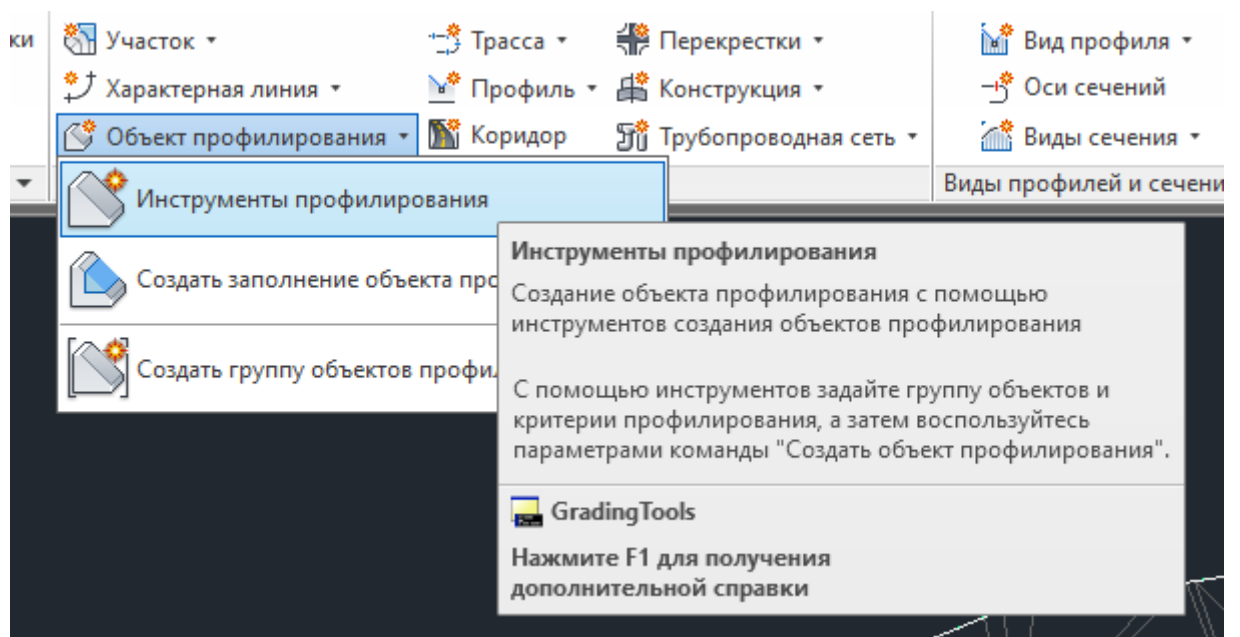 ки
Участок
Трасса
Перекрестки
Вид профиля
Характерная линия
Профиль
Конструкция
Оси сечений
Объект профилирования
Коридор
Трубопроводная сеть
Виды сечения
Виды профилей и сечени
Инструменты профилирования
Создать заполнение объекта про
Создать группу объектов профи
Инструменты профилирования
Создание объекта профилирования с помощью
инструментов создания объектов профилирования
С помощью инструментов задайте группу объектов и
критерии профилирования, а затем воспользуйтесь
параметрами команды "Создать объект профилирования".
GradingTools
Нажмите F1 для получения
дополнительной справки